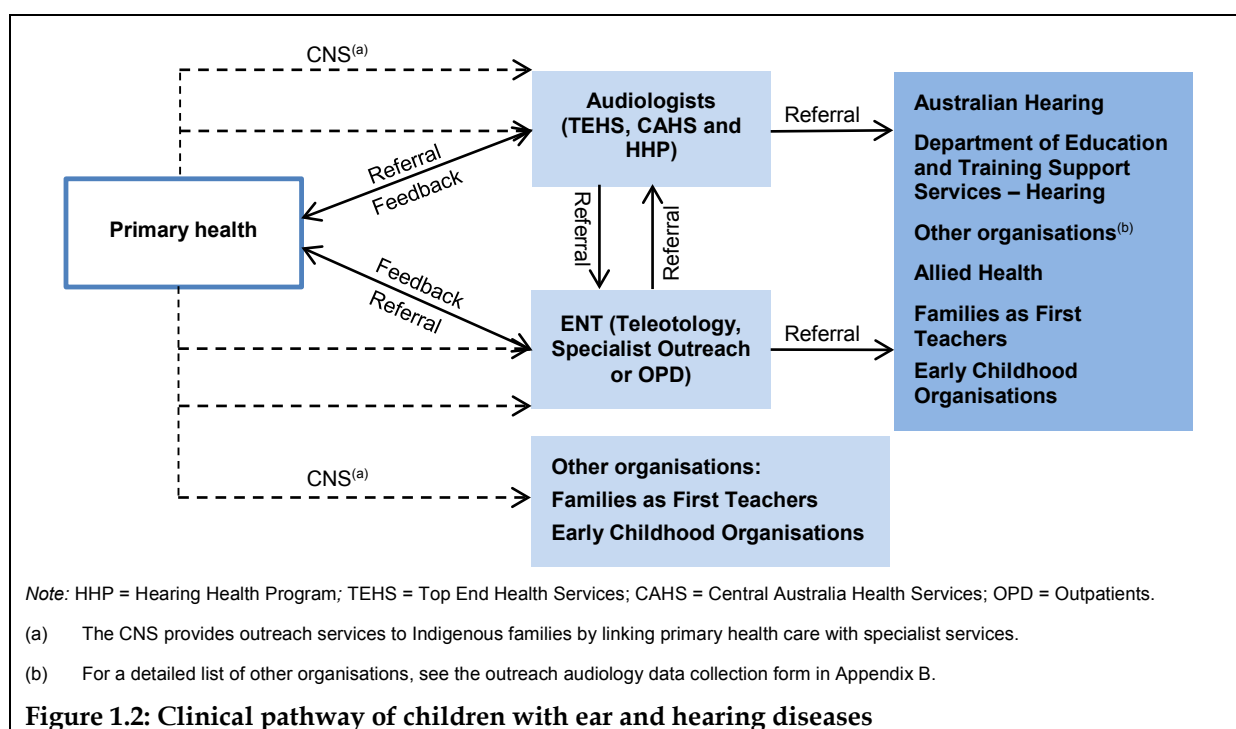 CNS(a)
Audiologists
(TEHS, CAHS and
HHP)
Referral
Australian Hearing
Department of Education
and Training Support
Services – Hearing
Other organisations(b)
Allied Health
Families as First
Teachers
Early Childhood
Organisations
Referral
Feedback
Primary health
Referral
Referral
Feedback
Referral
ENT (Teleotology,
Specialist Outreach
or OPD)
Referral
CNS(a)
Other organisations:
Families as First Teachers
Early Childhood Organisations
Note: HHP = Hearing Health Program; TEHS = Top End Health Services; CAHS = Central Australia Health Services; OPD = Outpatients.
(a) The CNS provides outreach services to Indigenous families by linking primary health care with specialist services.
(b) For a detailed list of other organisations, see the outreach audiology data collection form in Appendix B.
Figure 1.2: Clinical pathway of children with ear and hearing diseases